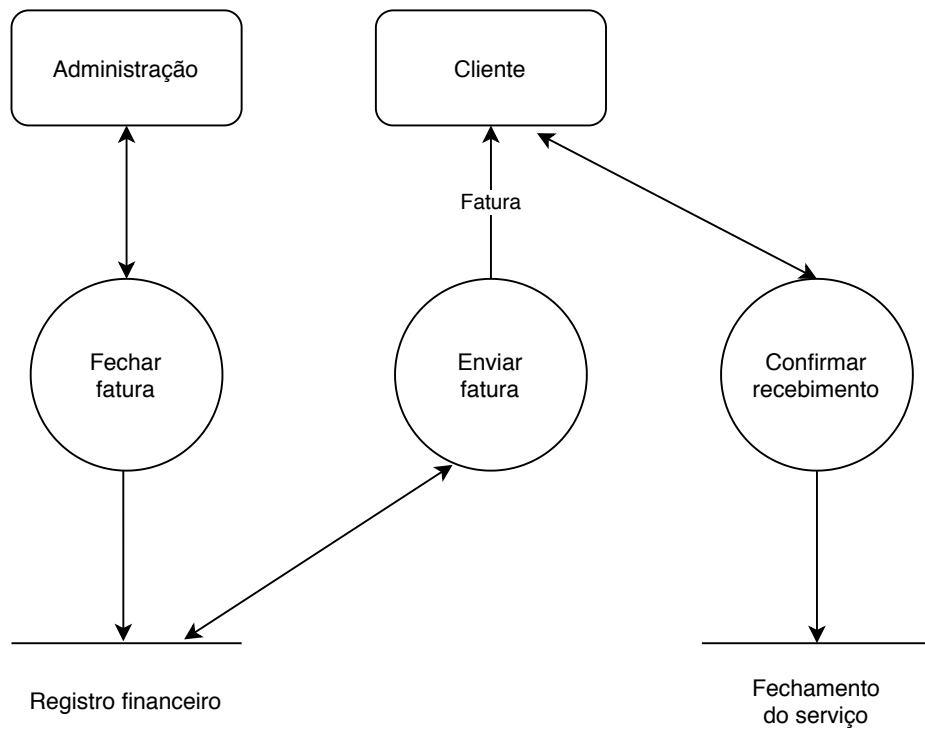 Administração
Cliente
Fatura
Fechar
fatura
Enviar
fatura
Confirmar
recebimento
Registro financeiro
Fechamento
do serviço